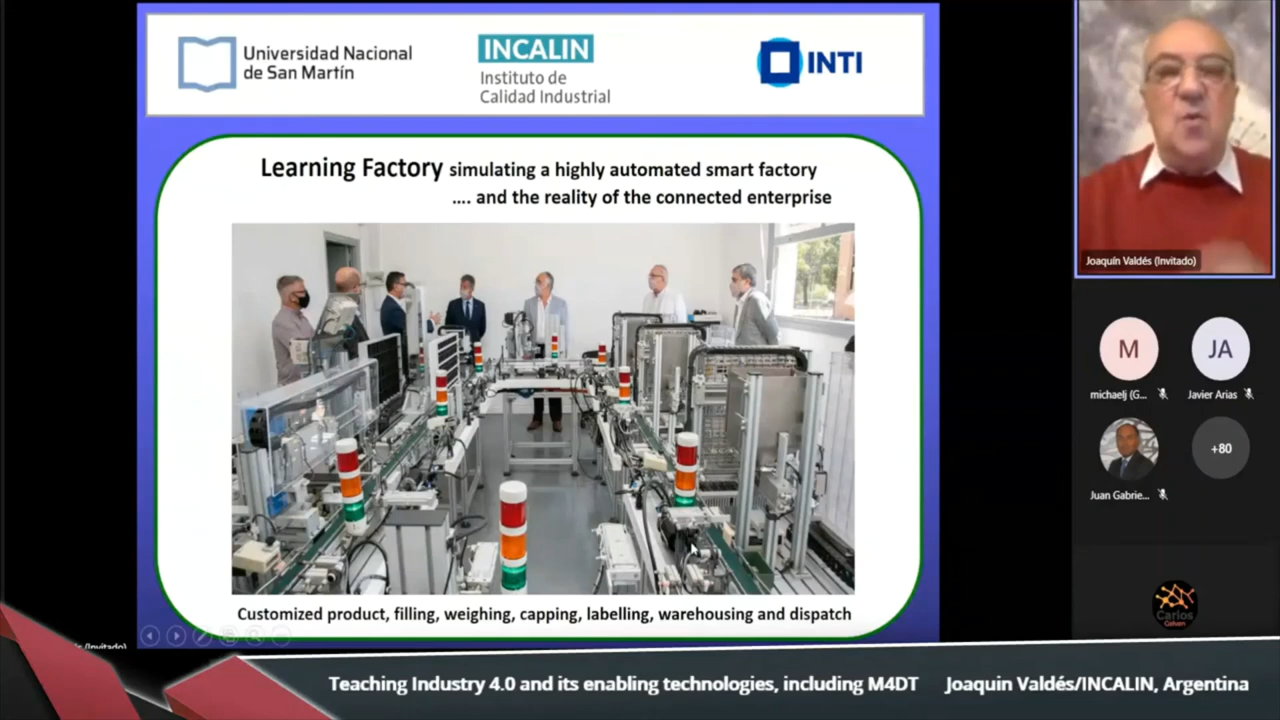 Universidad Nacional
de San Martín
INCALIN
Instituto de
Calidad Industrial
INTI
Learning Factory simulating a highly automated smart factory
.... and the reality of the connected enterprise
Customized product, filling, weighing, capping, labelling, warehousing and dispatch
Joaquín Valdés (Invitado)
M
JA
michaelj (G...
Javier Arias
+80
Juan Gabrie...
Carlos
(Invitado)
Teaching Industry 4.0 and its enabling technologies, including M4DT
Joaquin Valdés/INCALIN, Argentina